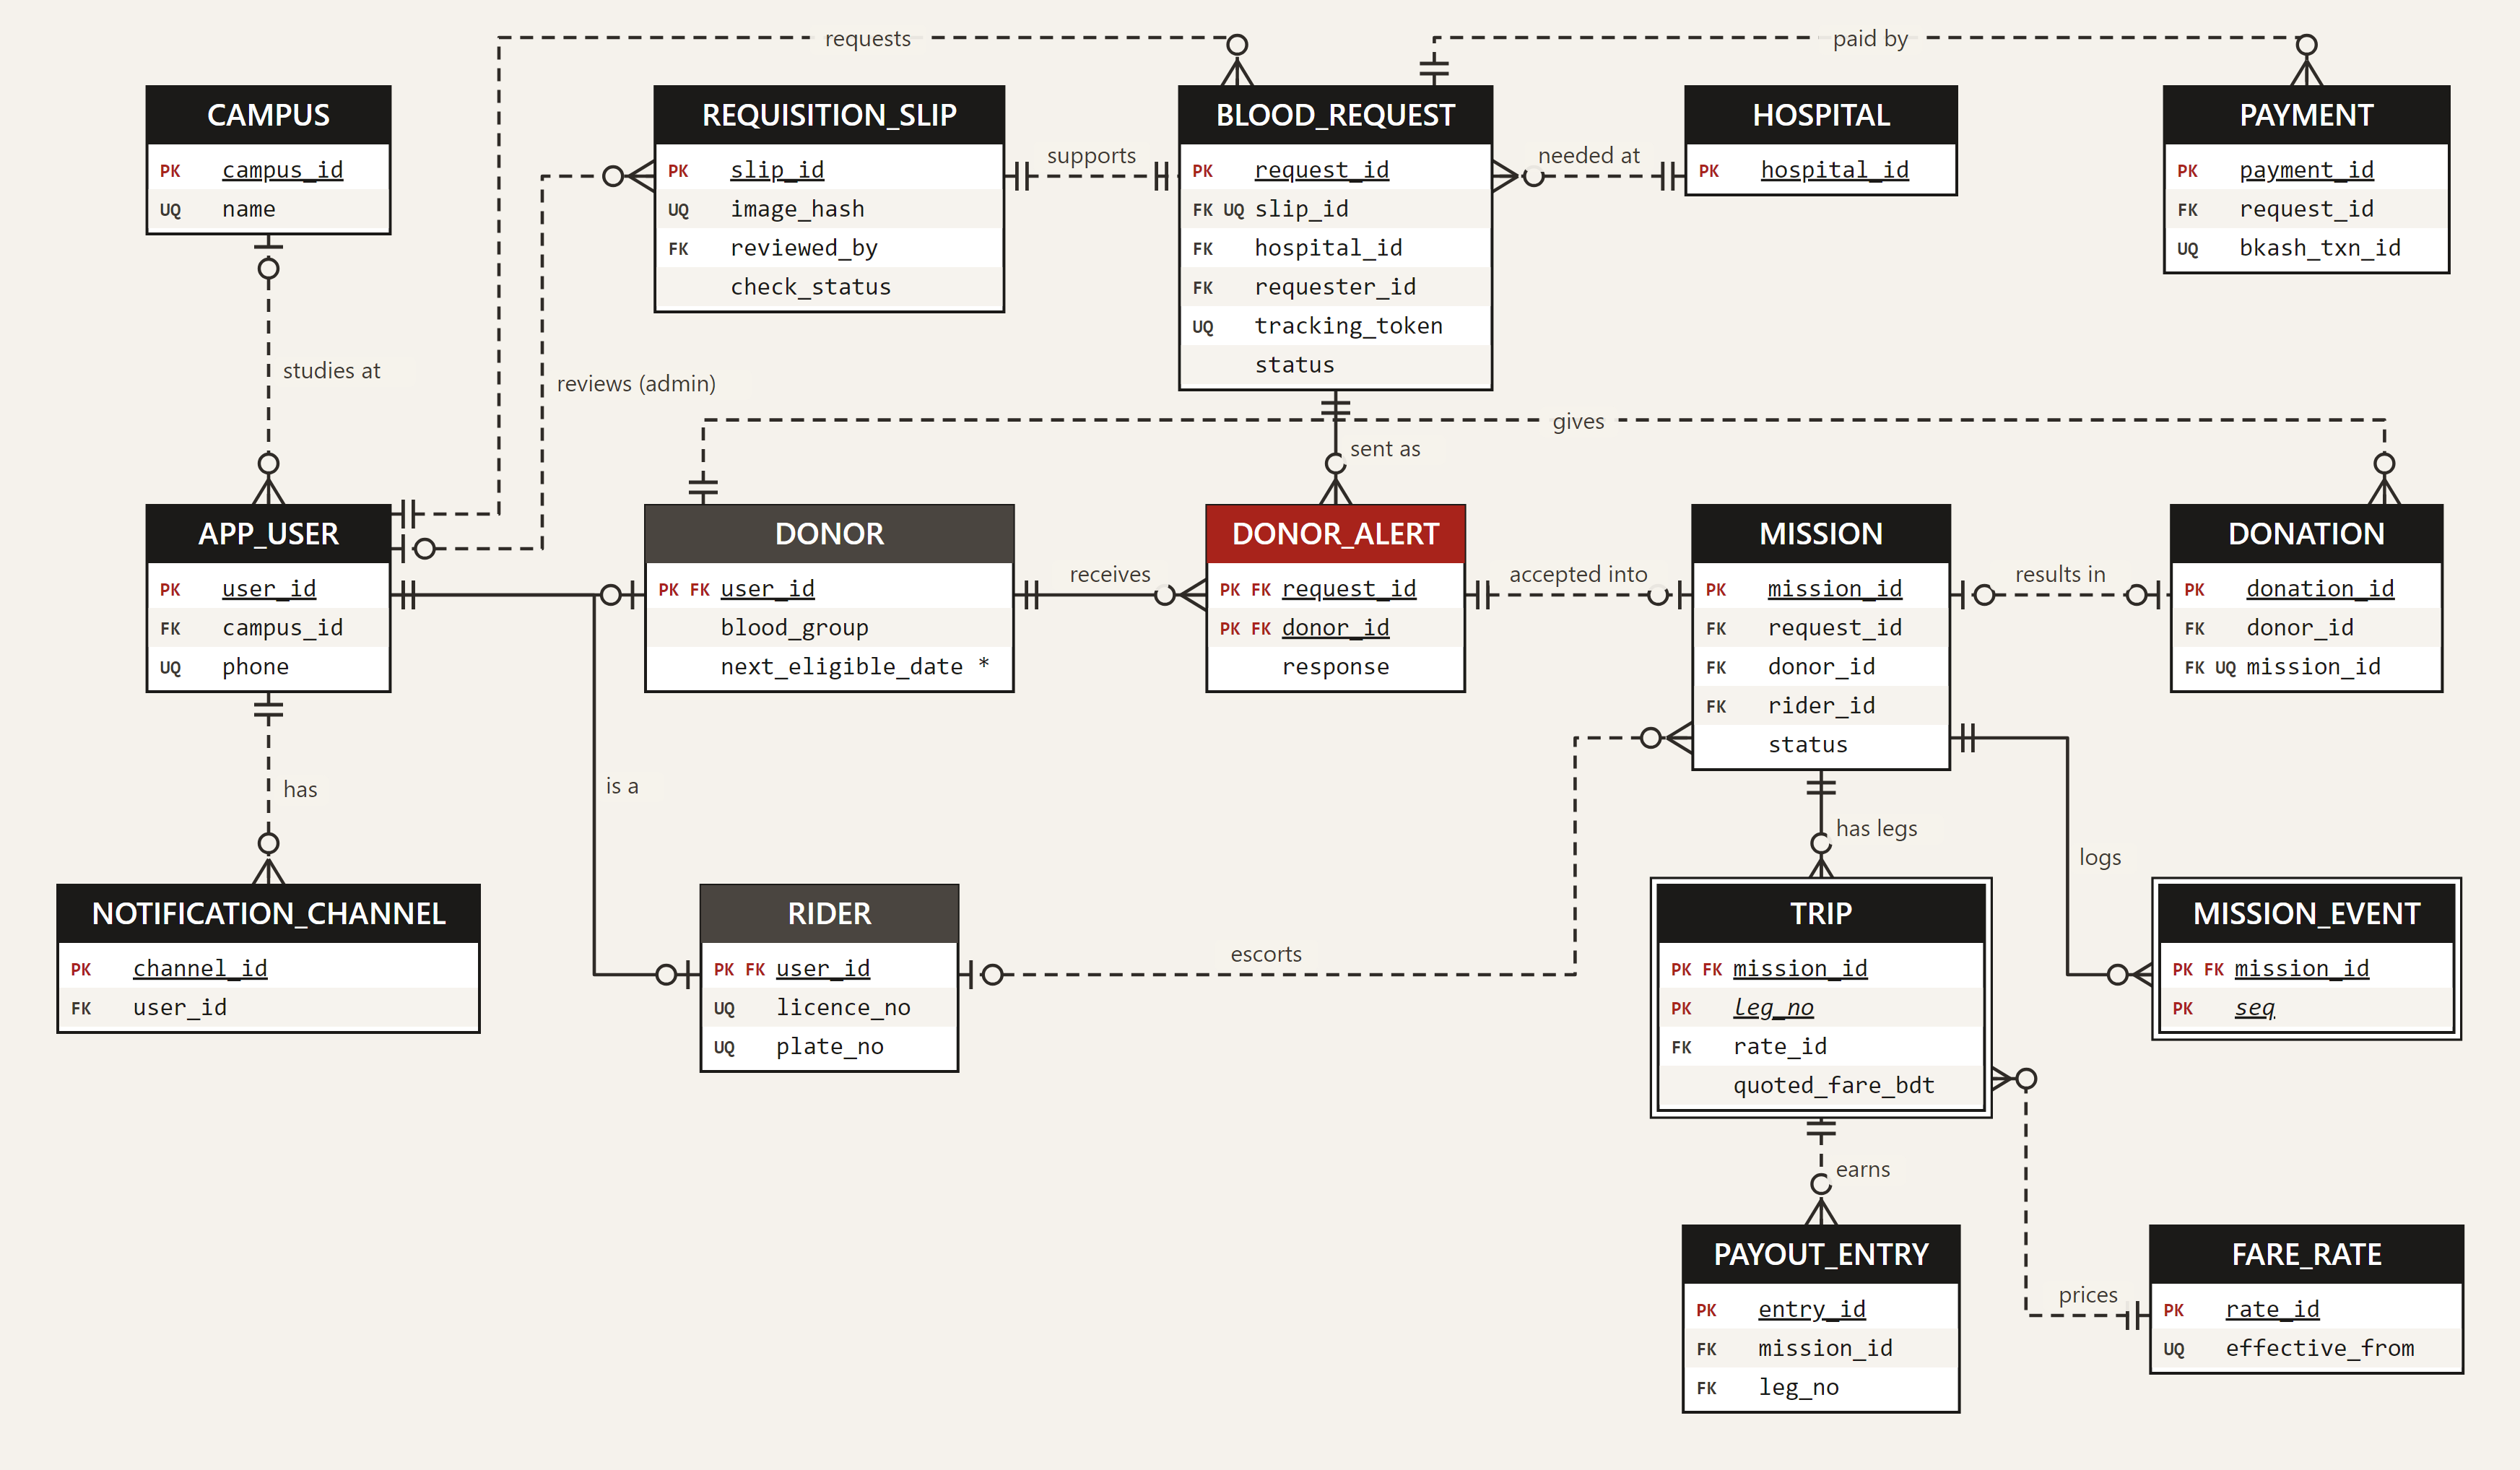 requests
paid by
CAMPUS
PK campus_id
UQ name
REQUISITION_SLIP
PK slip_id
UQ image_hash
FK reviewed_by
check_status
supports
BLOOD_REQUEST
PK request_id
FK UQ slip_id
FK hospital_id
FK requester_id
UQ tracking_token
status
needed at
HOSPITAL
PK hospital_id
PAYMENT
PK payment_id
FK request_id
UQ bkash_txn_id
studies at
reviews (admin)
gives
sent as
APP_USER
PK user_id
FK campus_id
UQ phone
DONOR
PK FK user_id
blood_group
next_eligible_date *
receives
DONOR_ALERT
PK FK request_id
PK FK donor_id
response
accepted into
MISSION
PK mission_id
FK request_id
FK donor_id
FK rider_id
status
results in
DONATION
PK donation_id
FK donor_id
FK UQ mission_id
has
is a
has legs
logs
NOTIFICATION_CHANNEL
PK channel_id
FK user_id
RIDER
PK FK user_id
UQ licence_no
UQ plate_no
escorts
TRIP
PK FK mission_id
PK leg_no
FK rate_id
quoted_fare_bdt
MISSION_EVENT
PK FK mission_id
PK seq
earns
prices
PAYOUT_ENTRY
PK entry_id
FK mission_id
FK leg_no
FARE_RATE
PK rate_id
UQ effective_from